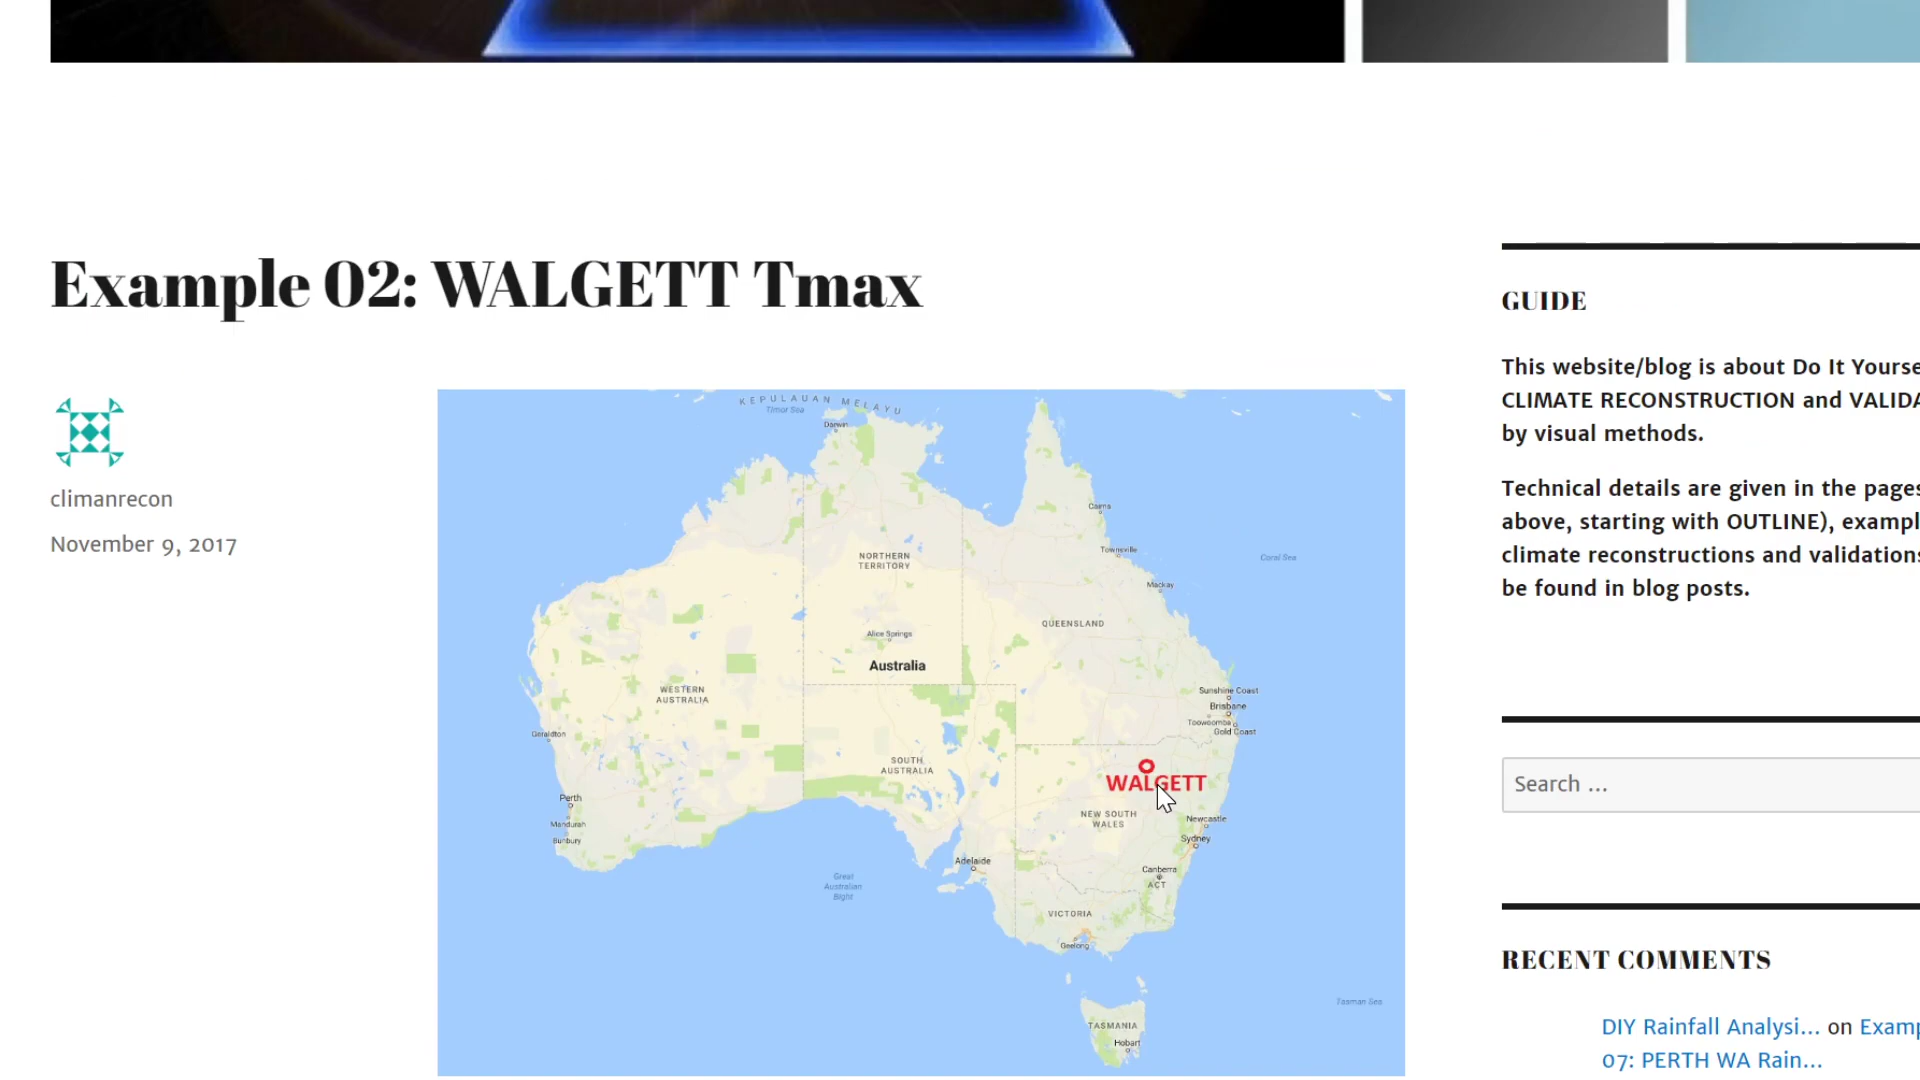 Example 02: WALGETT Tmax
climanrecon
November 9, 2017
KEPULAUAN MELAYU
Timor Sea
Darwin
Cairns
Townsville
Coral Sea
NORTHERN
TERRITORY
Mackay
QUEENSLAND
Alice Springs
Australia
WESTERN
AUSTRALIA
Sunshine Coast
Brisbane
Toowoomba
Gold Coast
Geraldton
SOUTH
AUSTRALIA
WALGETT
Perth
NEW SOUTH
WALES
Newcastle
Mandurah
Sydney
Bunbury
Adelaide
Canberra
ACT
Great
Australian
Bight
VICTORIA
Geelong
Tasman Sea
TASMANIA
Hobart
GUIDE
This website/blog is about Do It Yourse
CLIMATE RECONSTRUCTION and VALIDA
by visual methods.
Technical details are given in the pages
above, starting with OUTLINE), exampl
climate reconstructions and validations
be found in blog posts.
Search ...
RECENT COMMENTS
DIY Rainfall Analysi... on Examp
07: PERTH WA Rain...